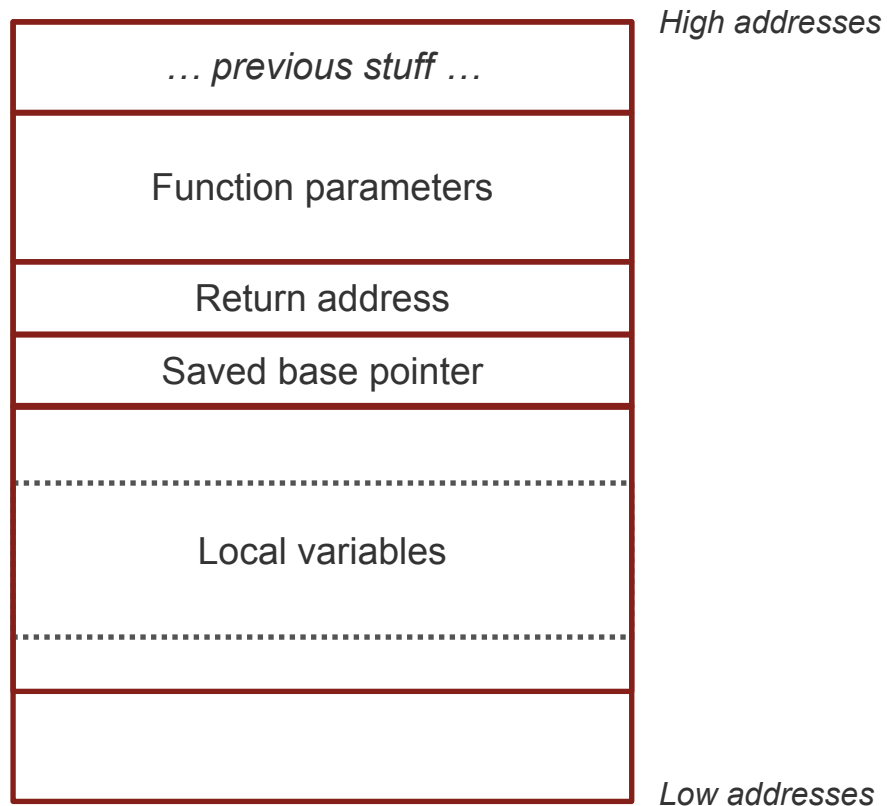 High addresses
… previous stuff …
Function parameters
Return address
Saved base pointer
Local variables
Low addresses